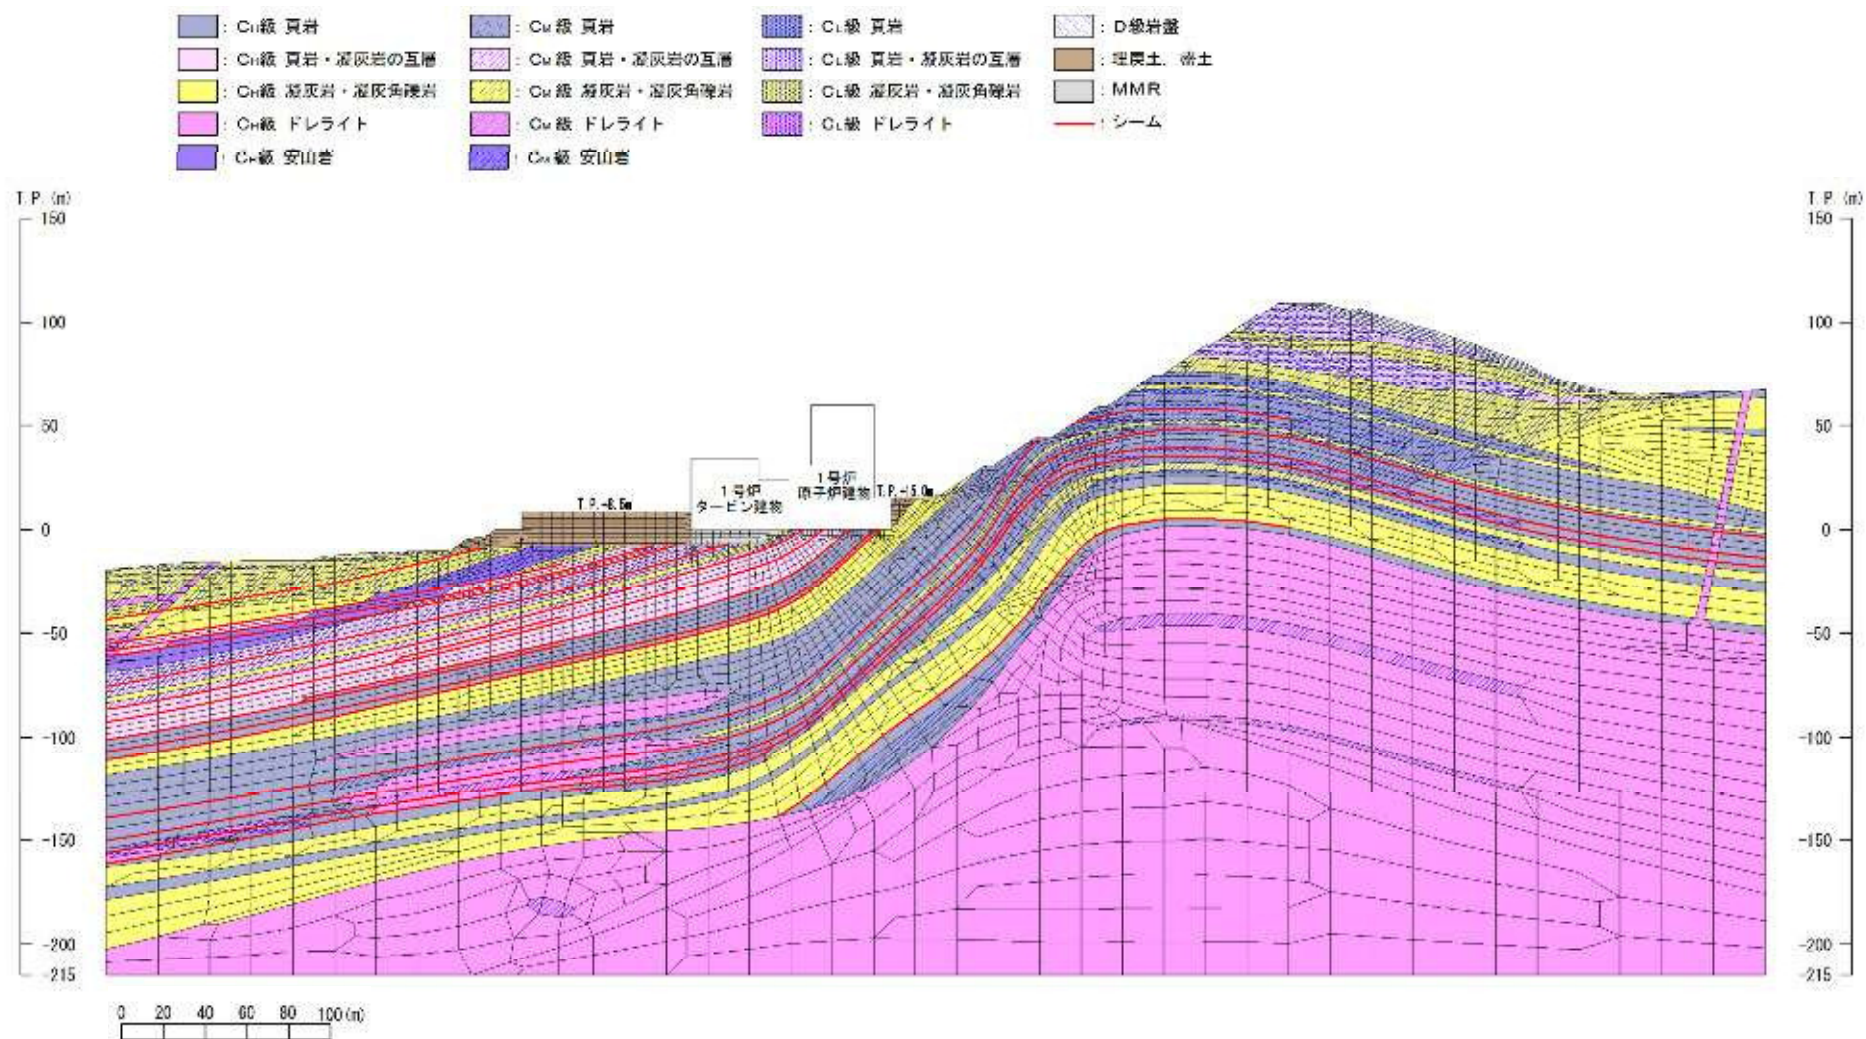 : CH級 頁岩
: CM級 頁岩
: CL級 頁岩
: D級岩盤
: CH級 頁岩・凝灰岩の互層
: CM級 頁岩・凝灰岩の互層
: CL級 頁岩・凝灰岩の互層
: 埋戻土, 盛土
: CH級 凝灰岩・凝灰角礫岩
: CM級 凝灰岩・凝灰角礫岩
: CL級 凝灰岩・凝灰角礫岩
: MMR
: CH級 ドレライト
: CM級 ドレライト
: CL級 ドレライト
: シーム
: CH級 安山岩
: CM級 安山岩
T.P.(m)
T.P.(m)
150
150
100
100
50
50
1号炉
原子炉建物
1号炉
タービン建物
T.P.+8.5m
T.P.+15.0m
0
0
-50
-50
-100
-100
-150
-150
-200
-200
-215
-215
0 20 40 60 80 100(m)